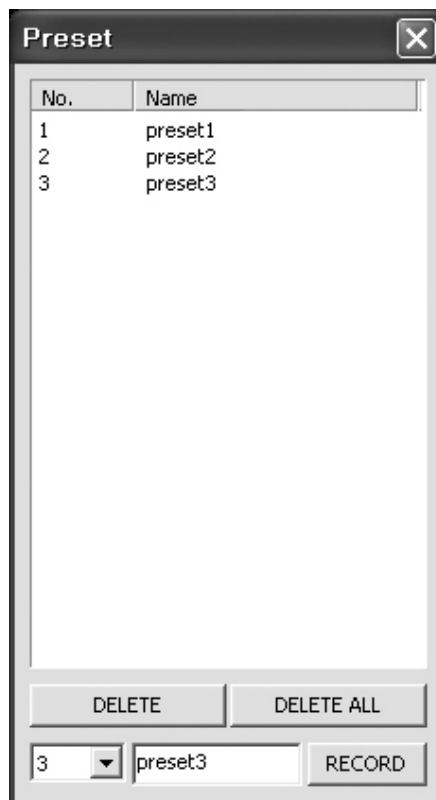 Preset
No. Name
1 preset1
2 preset2
3 preset3
DELETE DELETE ALL
3 preset3 RECORD